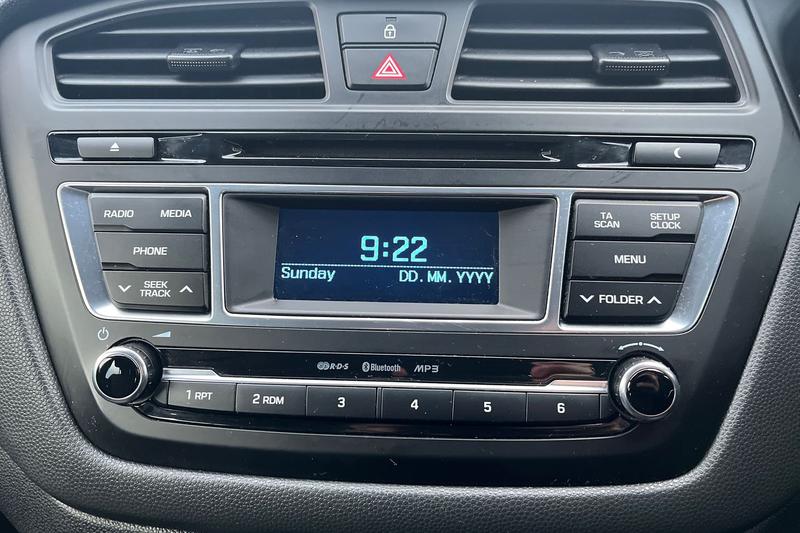 RADIO MEDIA
PHONE
SEEK
TRACK
9:22
Sunday DD.MM.YYYY
TA
SCAN
SETUP
CLOCK
MENU
FOLDER
R·D·S Bluetooth MP3
1 RPT 2 RDM 3 4 5 6